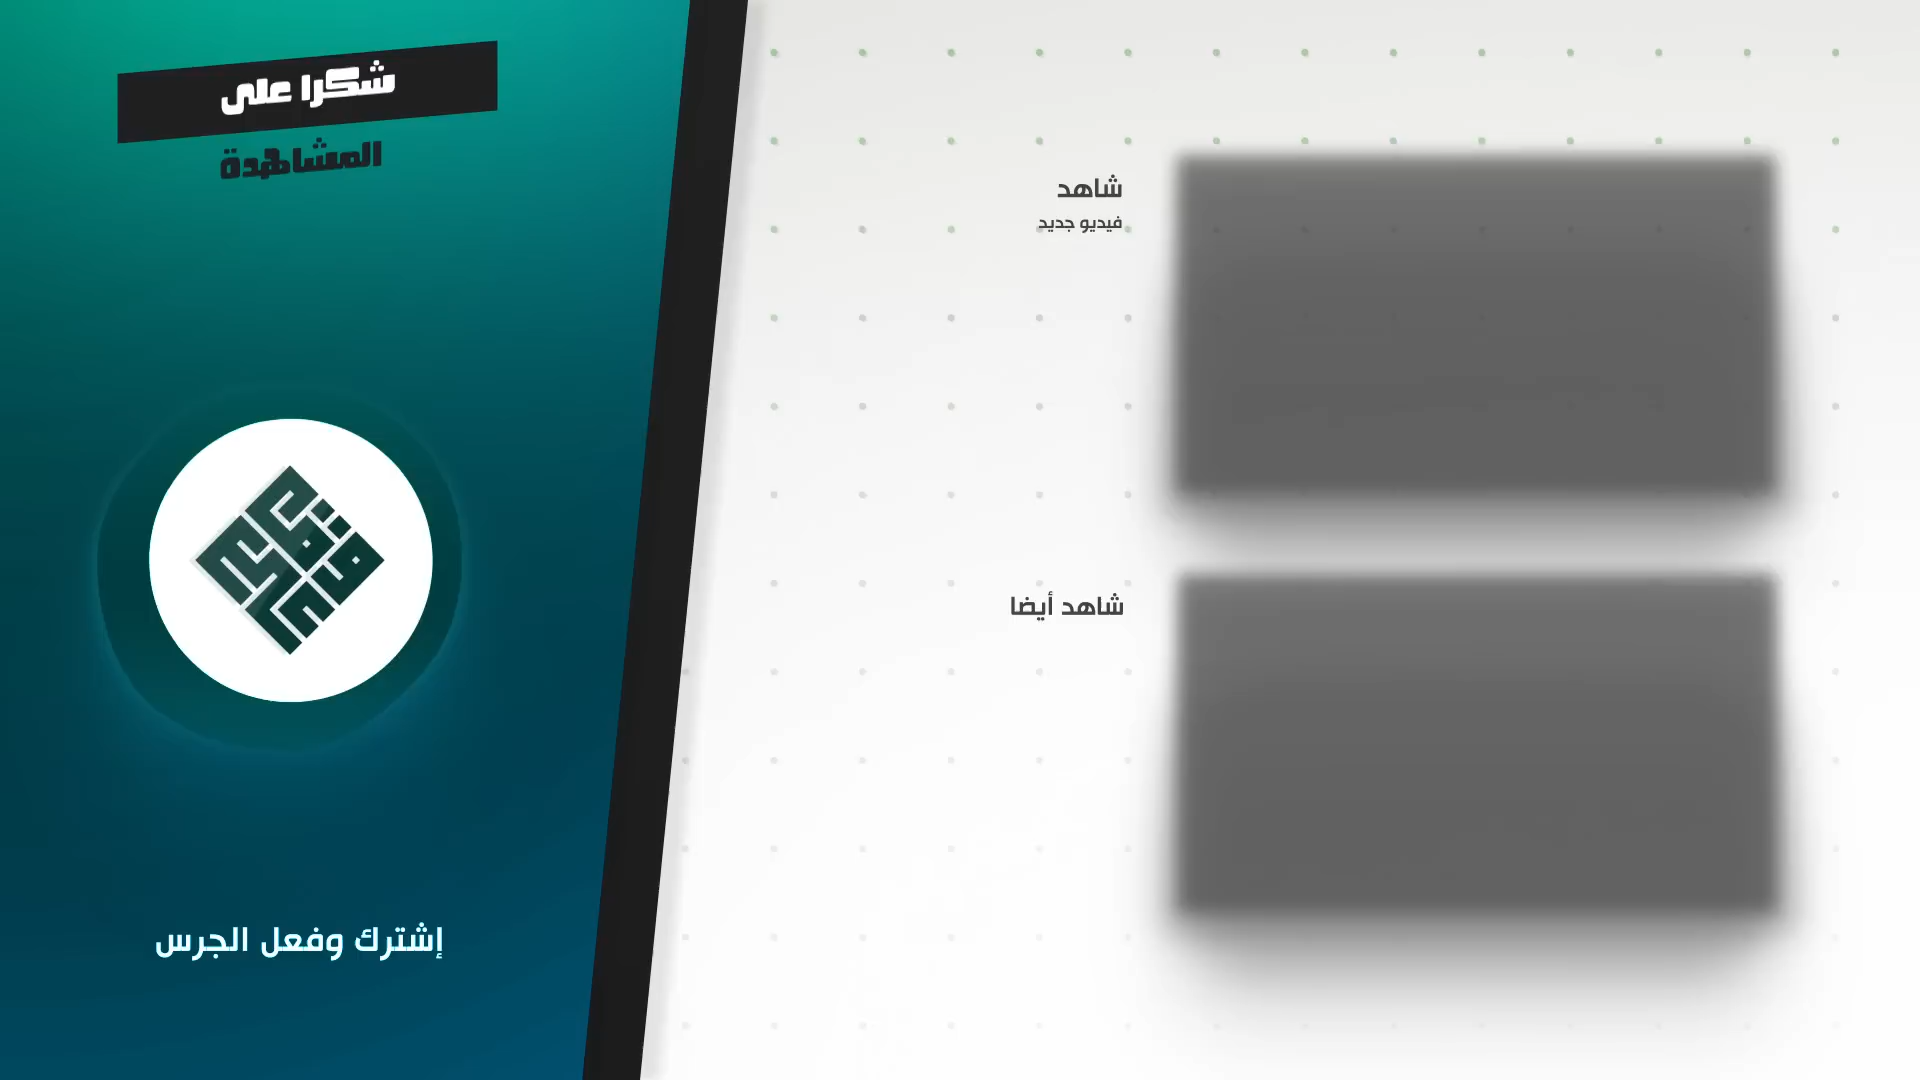 شكرا على
المشاهدة
شاهد
فيديو جديد
شاهد أيضا
إشترك وفعل الجرس